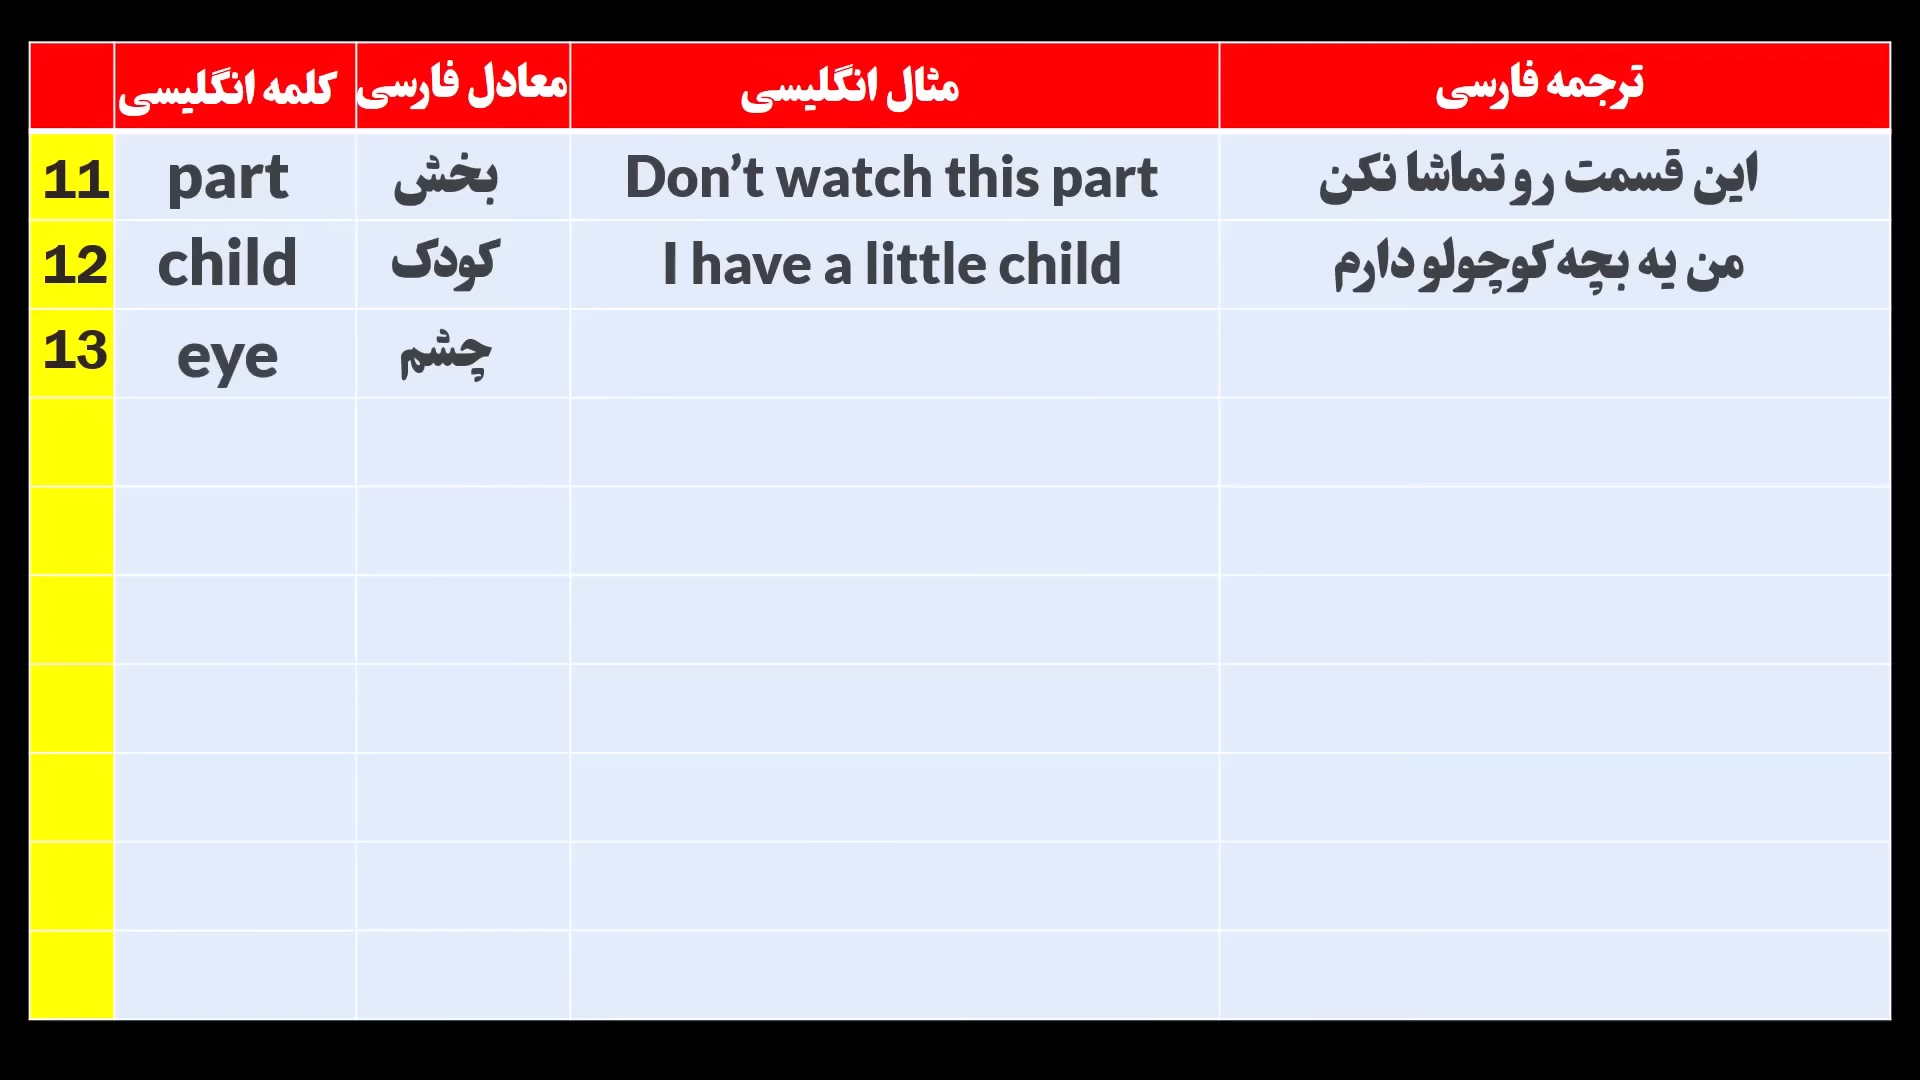 کلمه انگلیسی معادل فارسی مثال انگلیسی ترجمه فارسی
11 part بخش Don’t watch this part این قسمت رو تماشا نکن
12 child کودک I have a little child من یه بچه کوچولو دارم
13 eye چشم